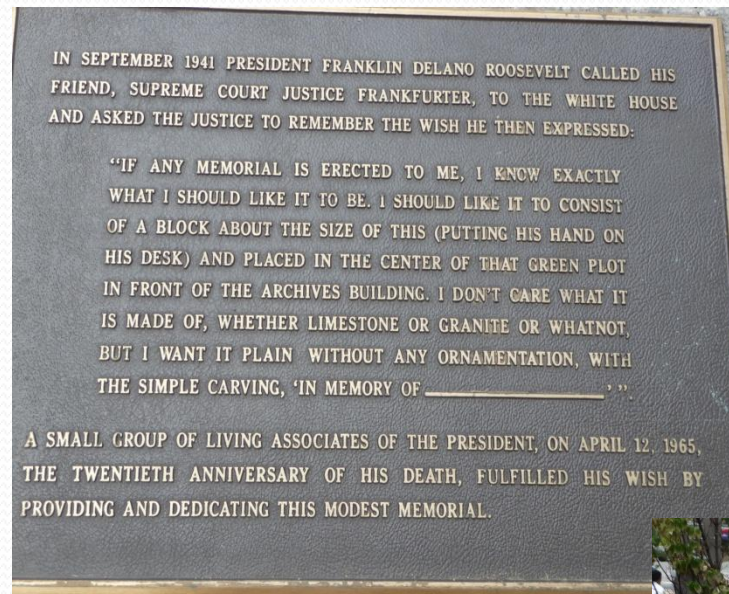 IN SEPTEMBER 1941 PRESIDENT FRANKLIN DELANO ROOSEVELT CALLED HIS
FRIEND, SUPREME COURT JUSTICE FRANKFURTER, TO THE WHITE HOUSE
AND ASKED THE JUSTICE TO REMEMBER THE WISH HE THEN EXPRESSED:
"IF ANY MEMORIAL IS ERECTED TO ME, I KNOW EXACTLY
WHAT I SHOULD LIKE IT TO BE. I SHOULD LIKE IT TO CONSIST
OF A BLOCK ABOUT THE SIZE OF THIS (PUTTING HIS HAND ON
HIS DESK) AND PLACED IN THE CENTER OF THAT GREEN PLOT
IN FRONT OF THE ARCHIVES BUILDING. I DON'T CARE WHAT IT
IS MADE OF, WHETHER LIMESTONE OR GRANITE OR WHATNOT,
BUT I WANT IT PLAIN WITHOUT ANY ORNAMENTATION, WITH
THE SIMPLE CARVING, 'IN MEMORY OF ____________________' ".
A SMALL GROUP OF LIVING ASSOCIATES OF THE PRESIDENT, ON APRIL 12, 1965,
THE TWENTIETH ANNIVERSARY OF HIS DEATH, FULFILLED HIS WISH BY
PROVIDING AND DEDICATING THIS MODEST MEMORIAL.